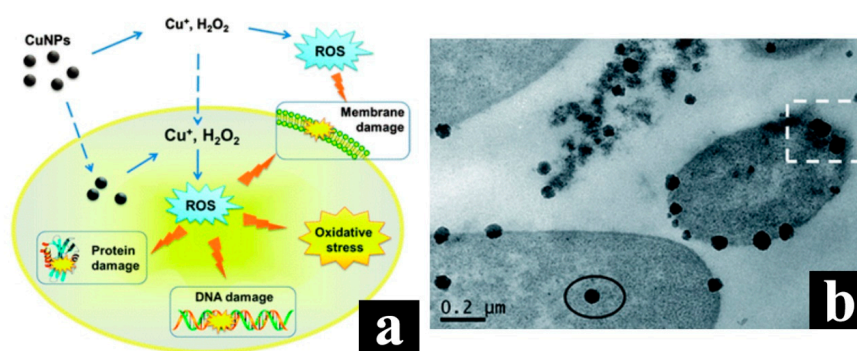 CuNPs
Cu⁺, H₂O₂
ROS
Membrane
damage
Cu⁺, H₂O₂
ROS
Protein
damage
Oxidative
stress
DNA damage
a
0.2 μm
b